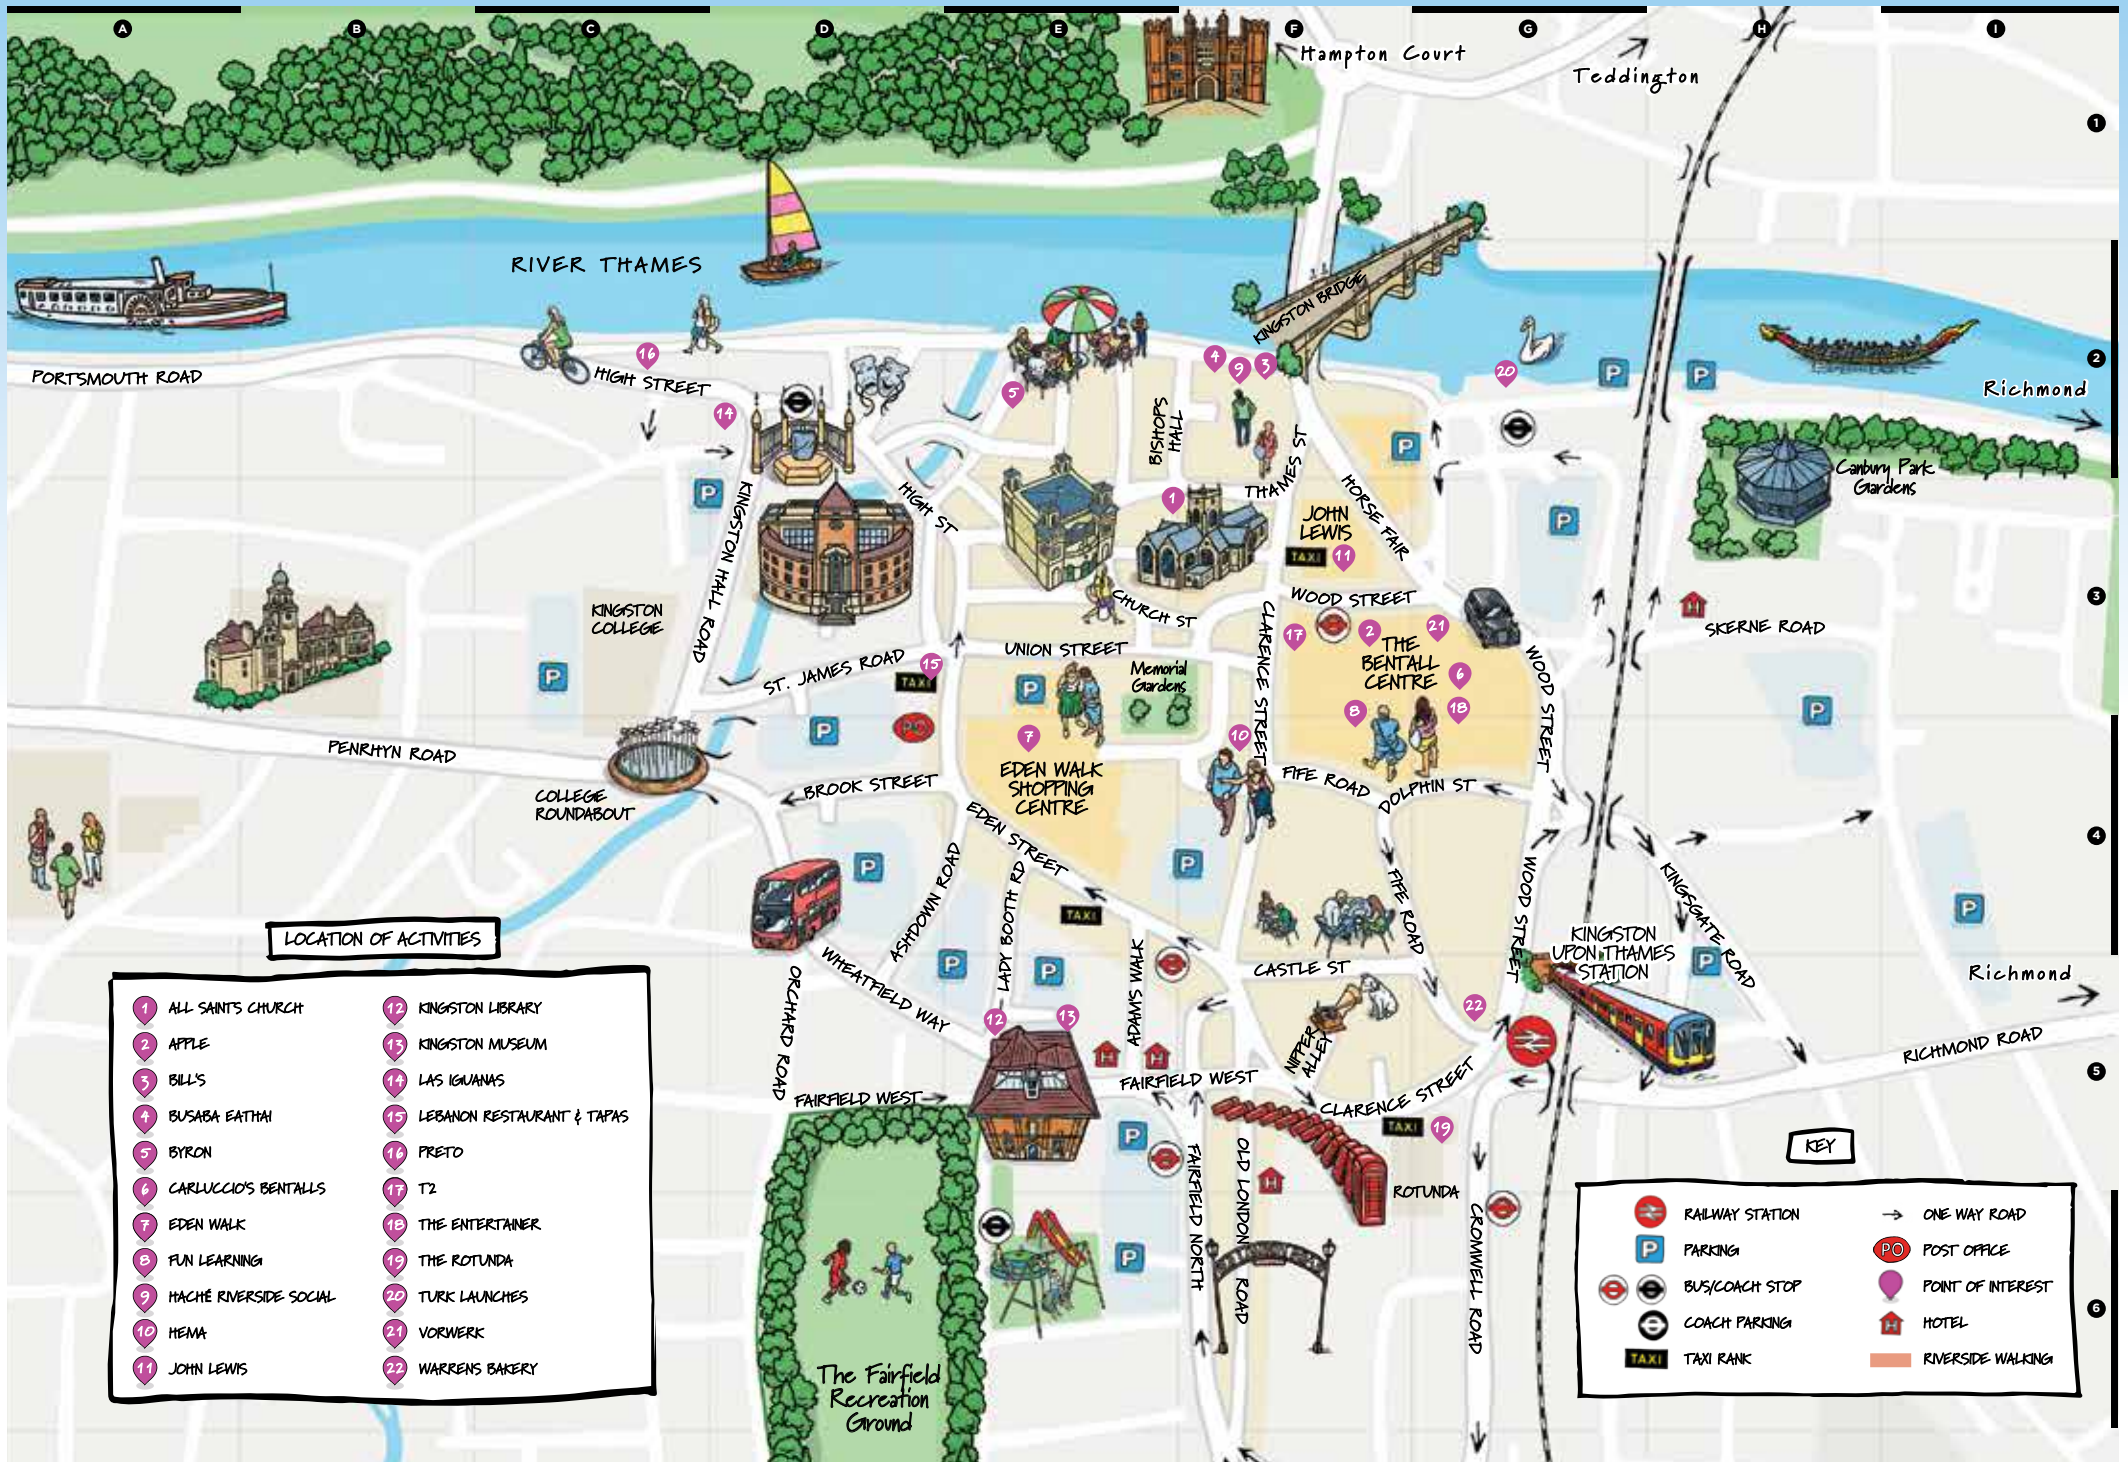 A
B
C
D
E
F
G
H
I
Hampton Court
Teddington
1
RIVER THAMES
KINGSTON BRIDGE
2
PORTSMOUTH ROAD
16
HIGH STREET
14
5
4
9
3
20
P
P
Richmond
BISHOPS
HALL
P
Canbury Park
Gardens
P
KINGSTON HALL ROAD
HIGH ST
1
THAMES ST
HORSE FAIR
JOHN
LEWIS
TAXI
11
P
KINGSTON
COLLEGE
CHURCH ST
WOOD STREET
H
3
SKERNE ROAD
CLARENCE STREET
17
2
21
THE
BENTALL
CENTRE
6
8
18
WOOD STREET
UNION STREET
Memorial
Gardens
ST. JAMES ROAD
15
TAXI
P
P
P
P
PO
7
10
PENRHYN ROAD
EDEN WALK
SHOPPING
CENTRE
FIFE ROAD
DOLPHIN ST
BROOK STREET
COLLEGE
ROUNDABOUT
EDEN STREET
4
P
P
ASHDOWN ROAD
LADY BOOTH RD
FIFE ROAD
WOOD STREET
KINGSGATE ROAD
P
TAXI
KINGSTON
UPON THAMES
STATION
P
P
P
ADAMS WALK
CASTLE ST
WHEATFIELD WAY
ORCHARD ROAD
Richmond
12
13
22
NIPPER
ALLEY
H
H
RICHMOND ROAD
5
FAIRFIELD WEST
FAIRFIELD WEST
CLARENCE STREET
TAXI
19
P
FAIRFIELD NORTH
OLD LONDON ROAD
H
ROTUNDA
CROMWELL ROAD
P
6
The Fairfield
Recreation
Ground
LOCATION OF ACTIVITIES
1 ALL SAINTS CHURCH
2 APPLE
3 BILL'S
4 BUSABA EATHAI
5 BYRON
6 CARLUCCIO'S BENTALLS
7 EDEN WALK
8 FUN LEARNING
9 HACHÉ RIVERSIDE SOCIAL
10 HEMA
11 JOHN LEWIS
12 KINGSTON LIBRARY
13 KINGSTON MUSEUM
14 LAS IGUANAS
15 LEBANON RESTAURANT & TAPAS
16 PRETO
17 T2
18 THE ENTERTAINER
19 THE ROTUNDA
20 TURK LAUNCHES
21 VORWERK
22 WARRENS BAKERY
KEY
RAILWAY STATION
P PARKING
BUS/COACH STOP
COACH PARKING
TAXI TAXI RANK
ONE WAY ROAD
PO POST OFFICE
POINT OF INTEREST
H HOTEL
RIVERSIDE WALKING